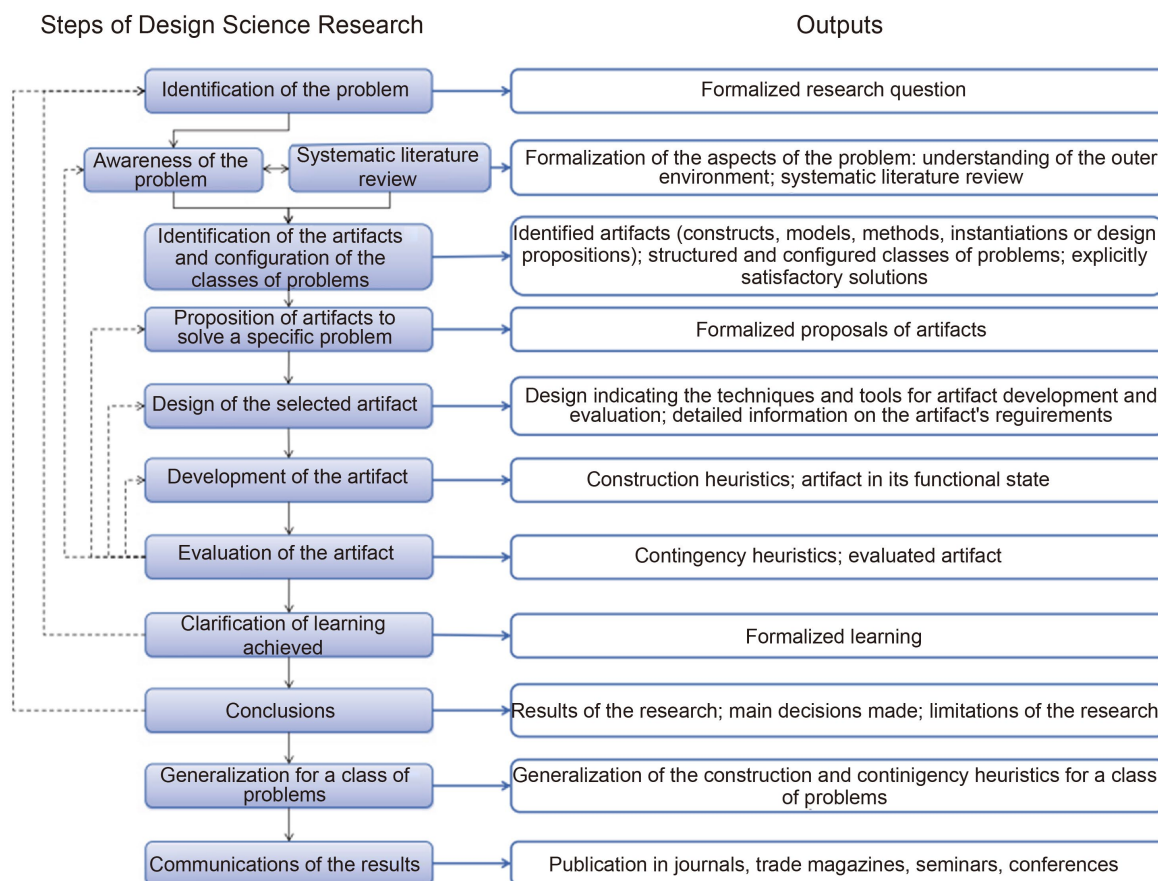 Steps of Design Science Research
Outputs
Identification of the problem
Formalized research question
Awareness of the
problem
Systematic literature
review
Formalization of the aspects of the problem: understanding of the outer
environment; systematic literature review
Identification of the artifacts
and configuration of the
classes of problems
Identified artifacts (constructs, models, methods, instantiations or design
propositions); structured and configured classes of problems; explicitly
satisfactory solutions
Proposition of artifacts to
solve a specific problem
Formalized proposals of artifacts
Design of the selected artifact
Design indicating the techniques and tools for artifact development and
evaluation; detailed information on the artifact's reguirements
Development of the artifact
Construction heuristics; artifact in its functional state
Evaluation of the artifact
Contingency heuristics; evaluated artifact
Clarification of learning
achieved
Formalized learning
Conclusions
Results of the research; main decisions made; limitations of the research
Generalization for a class of
problems
Generalization of the construction and continigency heuristics for a class
of problems
Communications of the results
Publication in journals, trade magazines, seminars, conferences